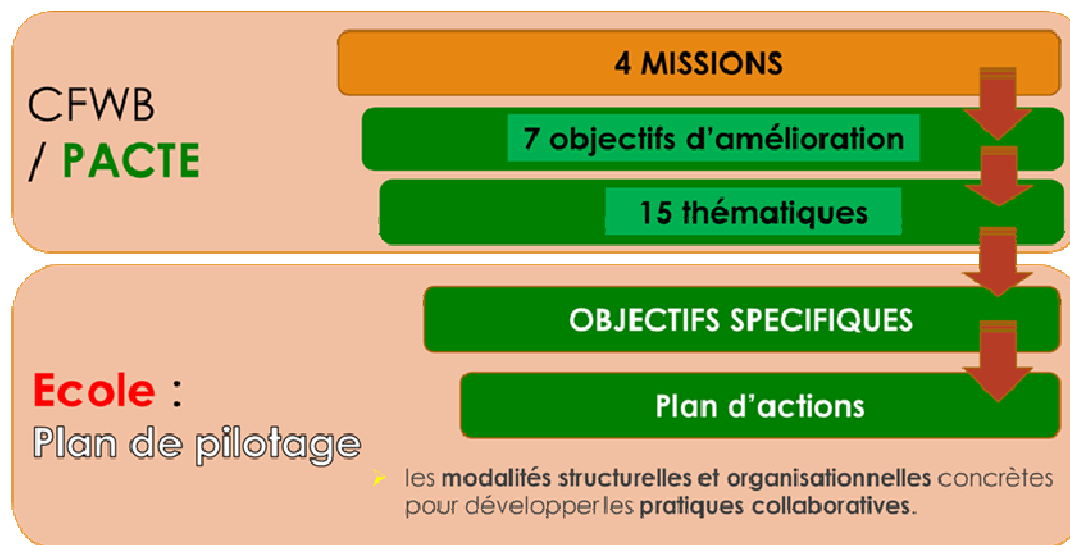 CFWB
/ PACTE
4 MISSIONS
7 objectifs d'amélioration
15 thématiques
Ecole :
Plan de pilotage
OBJECTIFS SPECIFIQUES
Plan d'actions
les modalités structurelles et organisationnelles concrètes
pour développer les pratiques collaboratives.